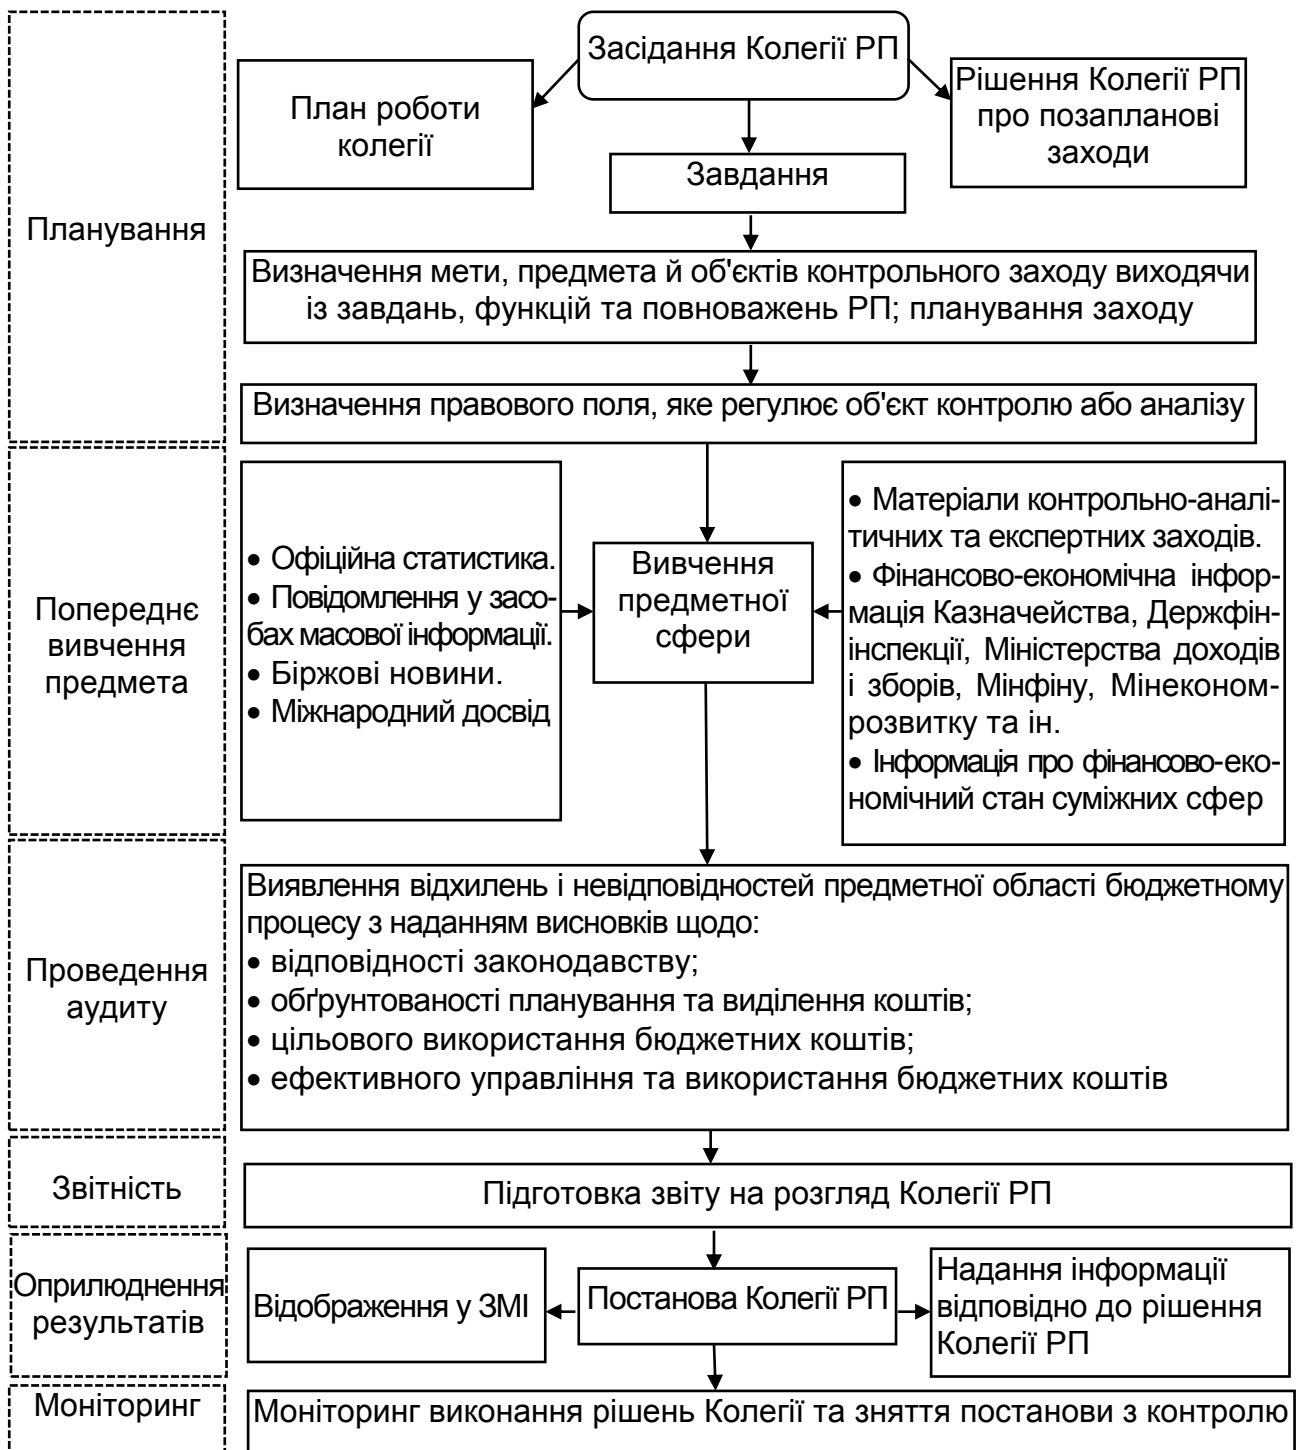 Засідання Колегії РП
План роботи
колегії
Рішення Колегії РП
про позапланові
заходи
Завдання
Планування
Визначення мети, предмета й об'єктів контрольного заходу виходячи
із завдань, функцій та повноважень РП; планування заходу
Визначення правового поля, яке регулює об'єкт контролю або аналізу
Попереднє
вивчення
предмета
• Офіційна статистика.
• Повідомлення у засо-
бах масової інформації.
• Біржові новини.
• Міжнародний досвід
Вивчення
предметної
сфери
• Матеріали контрольно-аналі-
тичних та експертних заходів.
• Фінансово-економічна інфор-
мація Казначейства, Держфін-
інспекції, Міністерства доходів
і зборів, Мінфіну, Мінеконом-
розвитку та ін.
• Інформація про фінансово-еко-
номічний стан суміжних сфер
Проведення
аудиту
Виявлення відхилень і невідповідностей предметної області бюджетному
процесу з наданням висновків щодо:
• відповідності законодавству;
• обґрунтованості планування та виділення коштів;
• цільового використання бюджетних коштів;
• ефективного управління та використання бюджетних коштів
Звітність
Підготовка звіту на розгляд Колегії РП
Оприлюднення
результатів
Відображення у ЗМІ
Постанова Колегії РП
Надання інформації
відповідно до рішення
Колегії РП
Моніторинг
Моніторинг виконання рішень Колегії та зняття постанови з контролю